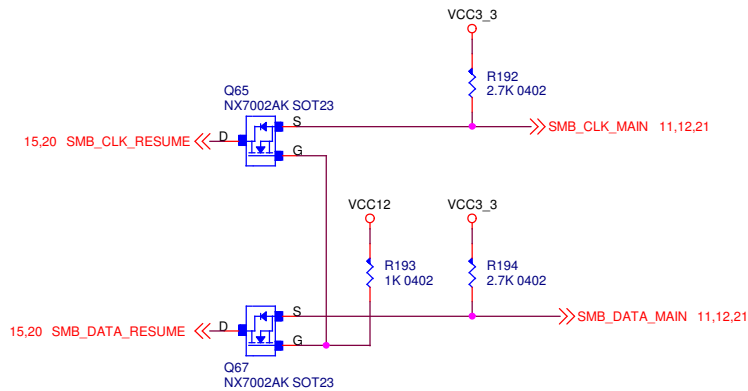 VCC3_3
Q65
NX7002AK SOT23
R192
2.7K 0402
S
15,20 SMB_CLK_RESUME
D
SMB_CLK_MAIN 11,12,21
G
VCC12
VCC3_3
R193
1K 0402
R194
2.7K 0402
S
15,20 SMB_DATA_RESUME
D
SMB_DATA_MAIN 11,12,21
G
Q67
NX7002AK SOT23